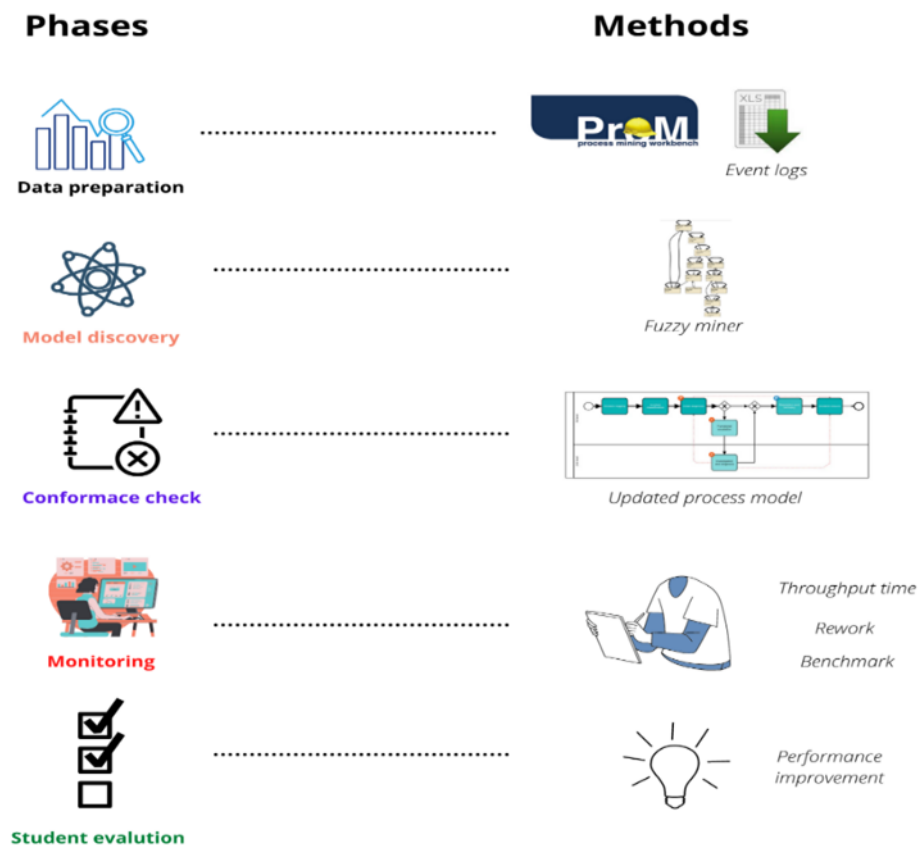 Phases
Methods
ProM
process mining workbench
XLS
Event logs
Data preparation
Fuzzy miner
Model discovery
Conformace check
Updated process model
Throughput time
Rework
Benchmark
Monitoring
Performance
improvement
Student evalution